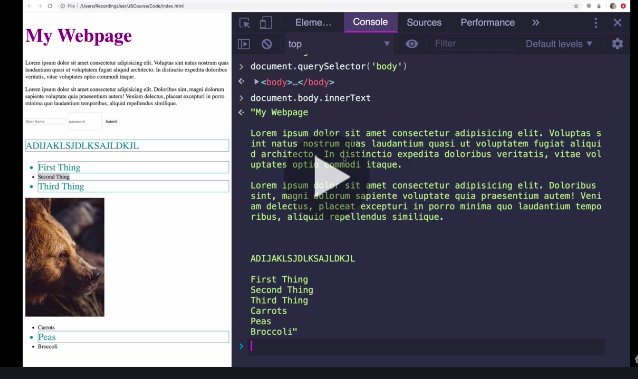 File | /Users/RecordingUser/JSCourse/Code/index.html
My Webpage
Lorem ipsum dolor sit amet consectetur adipisicing elit. Voluptas sint natus nostrum quas
laudantium quasi ut voluptatem fugiat aliquid architecto. In distinctio expedita doloribus
veritatis, vitae voluptates optio commodi itaque.
Lorem ipsum dolor sit amet consectetur adipisicing elit. Doloribus sint, magni dolorum
sapiente voluptate quia praesentium autem! Veniam delectus, placeat excepturi in porro
minima quo laudantium temporibus, aliquid repellendus similique.
password
Submit
ADIJAKLSJDLKSAJDLKJL
First Thing
Second Thing
Third Thing
Carrots
Peas
Broccoli
Eleme… Console Sources Performance »
top Filter Default levels
> document.querySelector('body')
<body>…</body>
> document.body.innerText
"My Webpage
Lorem ipsum dolor sit amet consectetur adipisicing elit. Voluptas s
int natus nostrum quas laudantium quasi ut voluptatem fugiat aliqui
d architecto. In distinctio expedita doloribus veritatis, vitae vol
uptates optio commodi itaque.
Lorem ipsum dolor sit amet consectetur adipisicing elit. Doloribus
sint, magni dolorum sapiente voluptate quia praesentium autem! Veni
am delectus, placeat excepturi in porro minima quo laudantium tempo
ribus, aliquid repellendus similique.
ADIJAKLSJDLKSAJDLKJL
First Thing
Second Thing
Third Thing
Carrots
Peas
Broccoli"
>